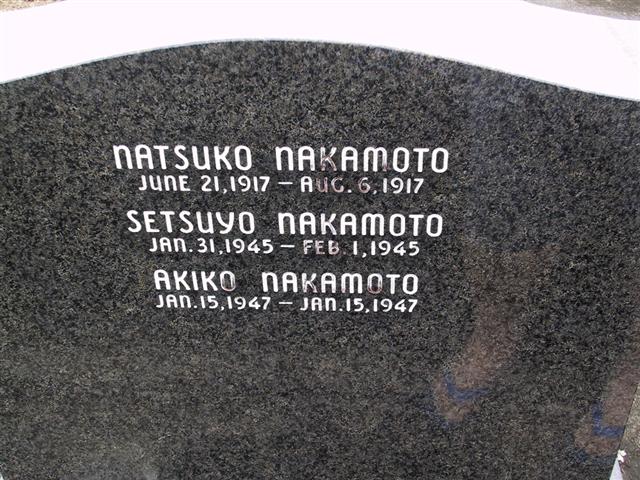 NATSUKO NAKAMOTO
JUNE 21, 1917 – AUG. 6, 1917
SETSUYO NAKAMOTO
JAN. 31, 1945 – FEB. 1, 1945
AKIKO NAKAMOTO
JAN. 15, 1947 – JAN. 15, 1947